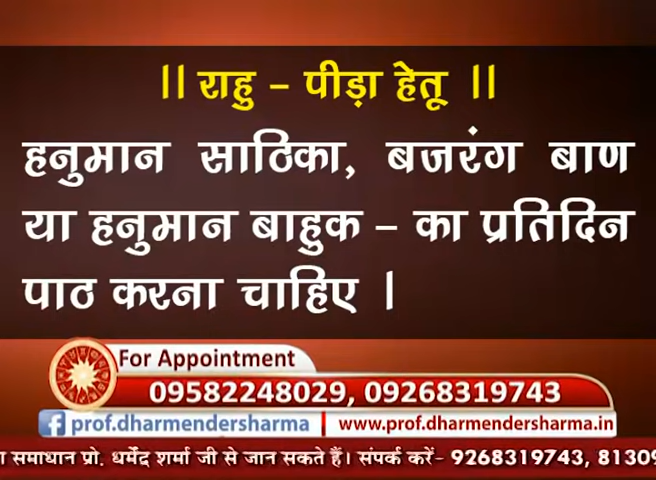 ।। राहु – पीड़ा हेतू ।।
हनुमान साठिका, बजरंग बाण
या हनुमान बाहुक – का प्रतिदिन
पाठ करना चाहिए ।
For Appointment
09582248029, 09268319743
prof.dharmendersharma | www.prof.dharmendersharma.in
समाधान प्रो. धर्मेंद्र शर्मा जी से जान सकते हैं। संपर्क करें- 9268319743, 81309